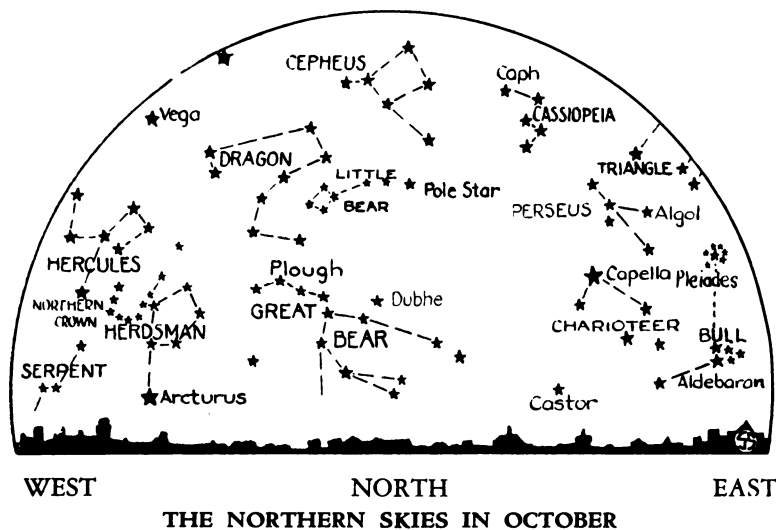 CEPHEUS
Caph
CASSIOPEIA
Vega
DRAGON
LITTLE
BEAR
Pole Star
TRIANGLE
PERSEUS
Algol
HERCULES
Plough
Capella
Pleiades
NORTHERN
CROWN
HERDSMAN
GREAT
BEAR
Dubhe
CHARIOTEER
BULL
SERPENT
Arcturus
Castor
Aldebaran
WEST
NORTH
EAST
THE NORTHERN SKIES IN OCTOBER